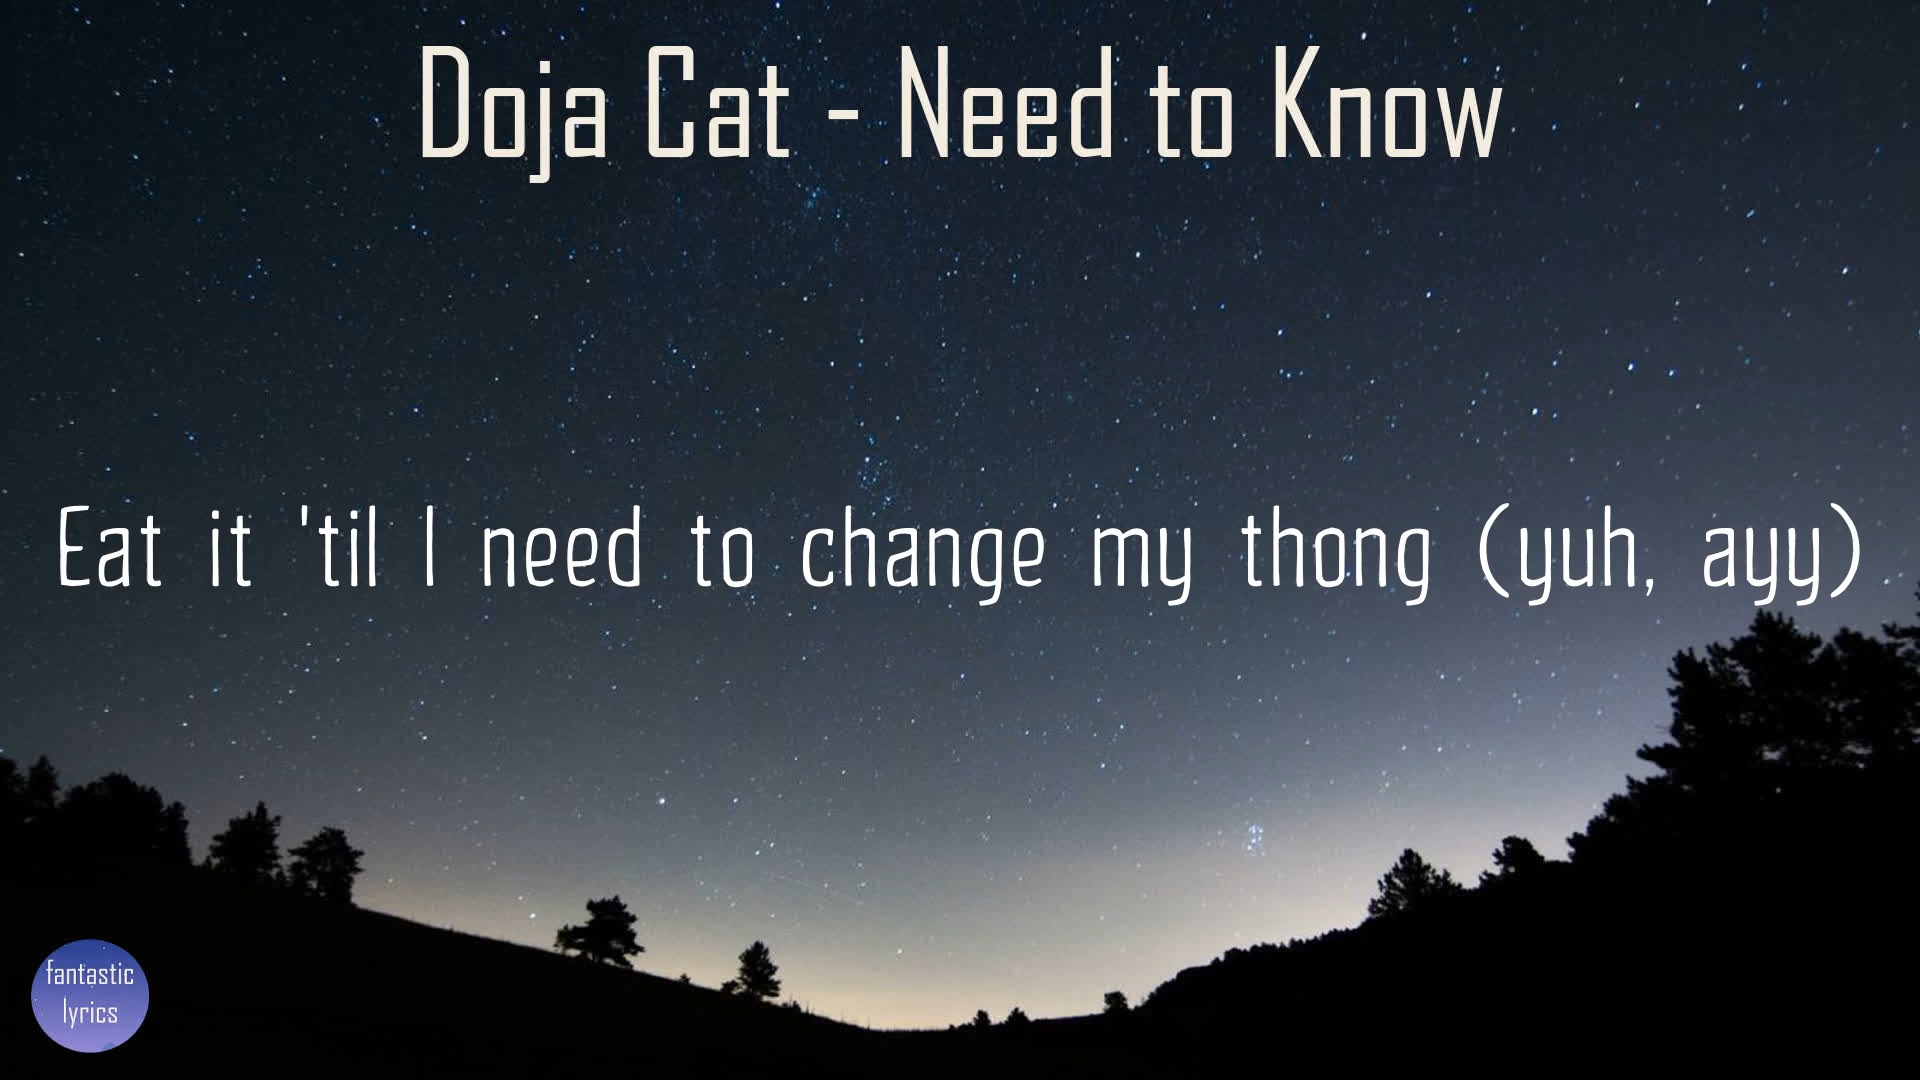 Doja Cat - Need to Know
Eat it 'til I need to change my thong (yuh, ayy)
fantastic
lyrics